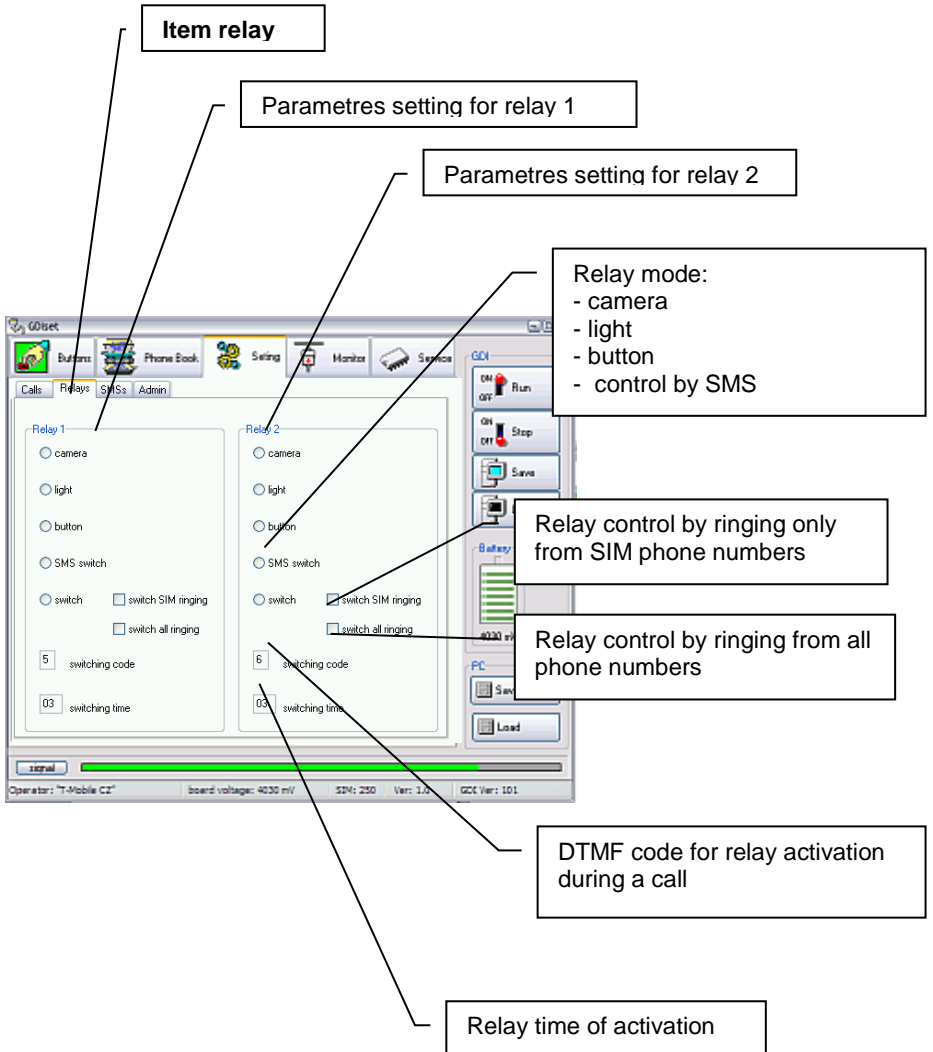 Item relay
Parametres setting for relay 1
Parametres setting for relay 2
Relay mode:
- camera
- light
- button
- control by SMS
GDIset
Buttons Phone Book Seting Monitor Service
Calls Relays SMSs Admin
Relay 1
camera
light
button
SMS switch
switch switch SIM ringing
switch all ringing
5 switching code
03 switching time
Relay 2
camera
light
button
SMS switch
switch switch SIM ringing
switch all ringing
6 switching code
03 switching time
GDI
ON
OFF
Run
ON
OFF
Stop
Save
Battery
4030
PC
Load
Relay control by ringing only
from SIM phone numbers
Relay control by ringing from all
phone numbers
signal
Operator: "T-Mobile CZ" board voltage: 4030 mV SIM: 250 Ver: 1.0 GDI Ver: 101
DTMF code for relay activation
during a call
Relay time of activation